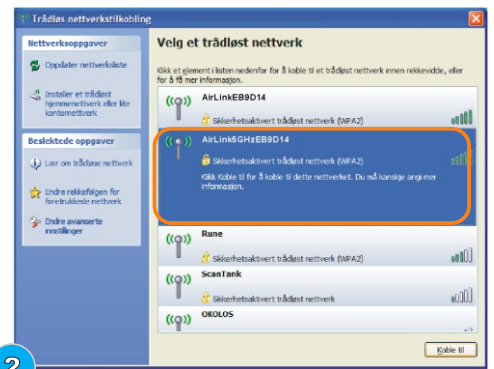 Trådløs nettverkstilkobling
Nettverksoppgaver
Oppdater nettverksliste
Installer et trådløst
hjemmenettverk eller lite
kontornettverk
Beslektede oppgaver
Lær om trådløse nettverk
Endre rekkefølgen for
foretrukkede nettverk
Endre avanserte
innstillinger
Velg et trådløst nettverk
Klikk et element i listen nedenfor for å koble til et trådløst nettverk innen rekkevidde, eller
for å få mer informasjon.
AirLinkEB9D14
Sikkerhetsaktivert trådløst nettverk (WPA2)
AirLink5GHzEB9D14
Sikkerhetsaktivert trådløst nettverk (WPA2)
Klikk Koble til for å koble til dette nettverket. Du må kanskje angi mer
informasjon.
Rune
Sikkerhetsaktivert trådløst nettverk (WPA2)
ScanTank
Sikkerhetsaktivert trådløst nettverk
OKOLOS
Koble til
2